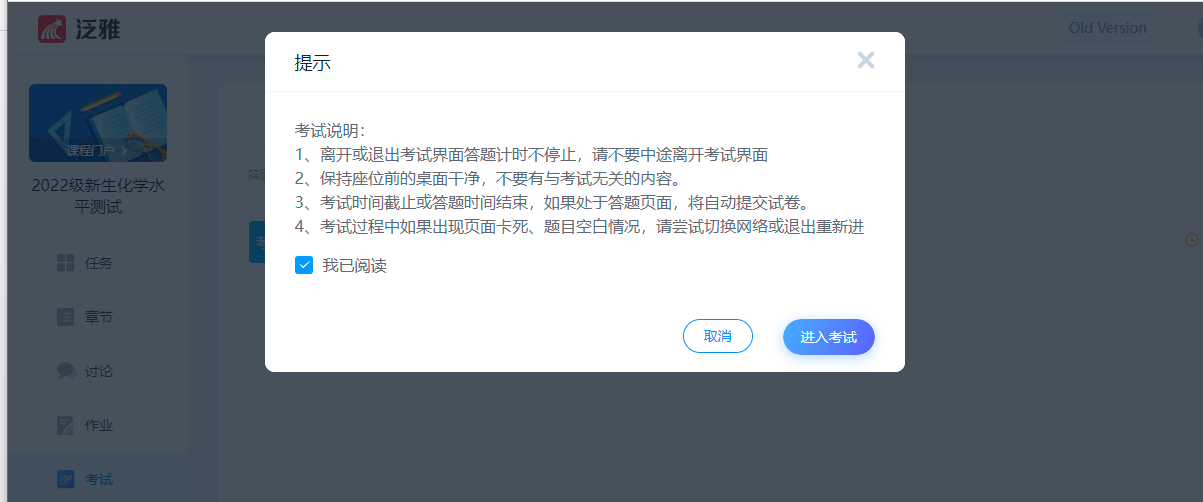 泛雅
Old Version
课程门户 >
2022级新生化学水
平测试
任务
章节
讨论
作业
考试
提示
考试说明：
1、离开或退出考试界面答题计时不停止，请不要中途离开考试界面
2、保持座位前的桌面干净，不要有与考试无关的内容。
3、考试时间截止或答题时间结束，如果处于答题页面，将自动提交试卷。
4、考试过程中如果出现页面卡死、题目空白情况，请尝试切换网络或退出重新进
我已阅读
取消
进入考试